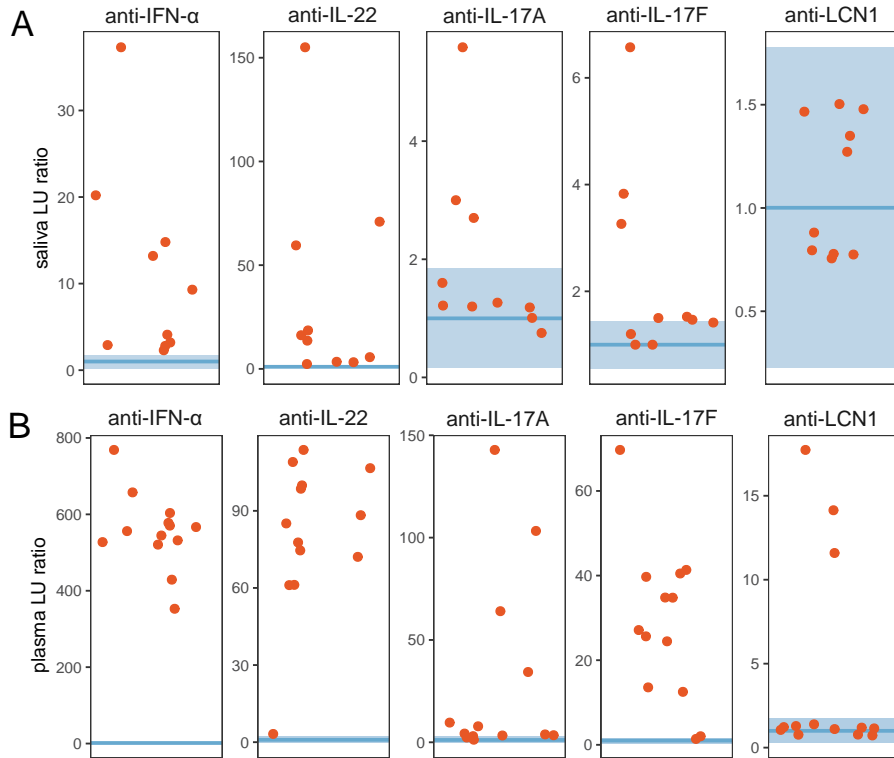 A
anti-IFN-α anti-IL-22 anti-IL-17A anti-IL-17F anti-LCN1
saliva LU ratio
0 10 20 30
0 50 100 150
0 2 4
2 4 6
0.5 1.0 1.5
B
anti-IFN-α anti-IL-22 anti-IL-17A anti-IL-17F anti-LCN1
plasma LU ratio
0 200 400 600 800
0 30 60 90
0 50 100 150
0 20 40 60
0 5 10 15